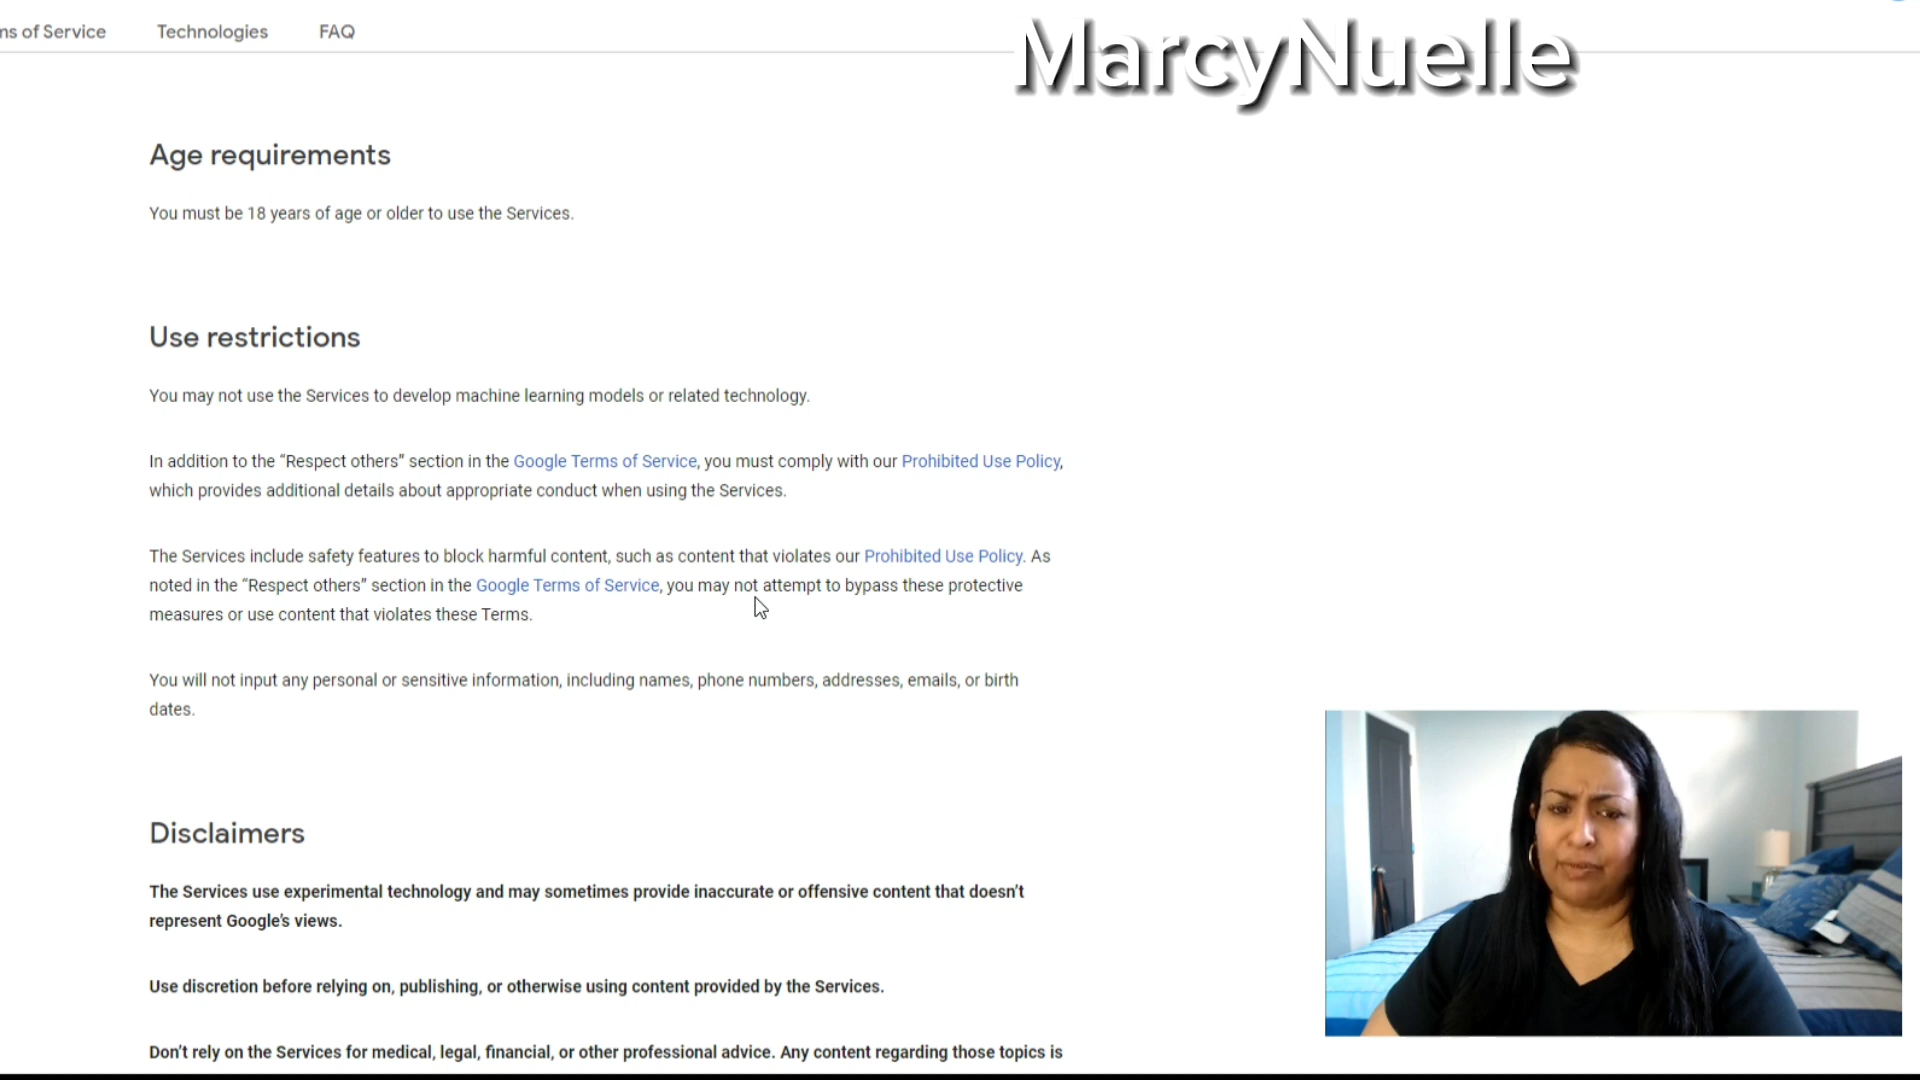 ms of Service Technologies FAQ
MarcyNuelle
Age requirements
You must be 18 years of age or older to use the Services.
Use restrictions
You may not use the Services to develop machine learning models or related technology.
In addition to the “Respect others” section in the Google Terms of Service, you must comply with our Prohibited Use Policy,
which provides additional details about appropriate conduct when using the Services.
The Services include safety features to block harmful content, such as content that violates our Prohibited Use Policy. As
noted in the “Respect others” section in the Google Terms of Service, you may not attempt to bypass these protective
measures or use content that violates these Terms.
You will not input any personal or sensitive information, including names, phone numbers, addresses, emails, or birth
dates.
Disclaimers
The Services use experimental technology and may sometimes provide inaccurate or offensive content that doesn’t
represent Google’s views.
Use discretion before relying on, publishing, or otherwise using content provided by the Services.
Don’t rely on the Services for medical, legal, financial, or other professional advice. Any content regarding those topics is